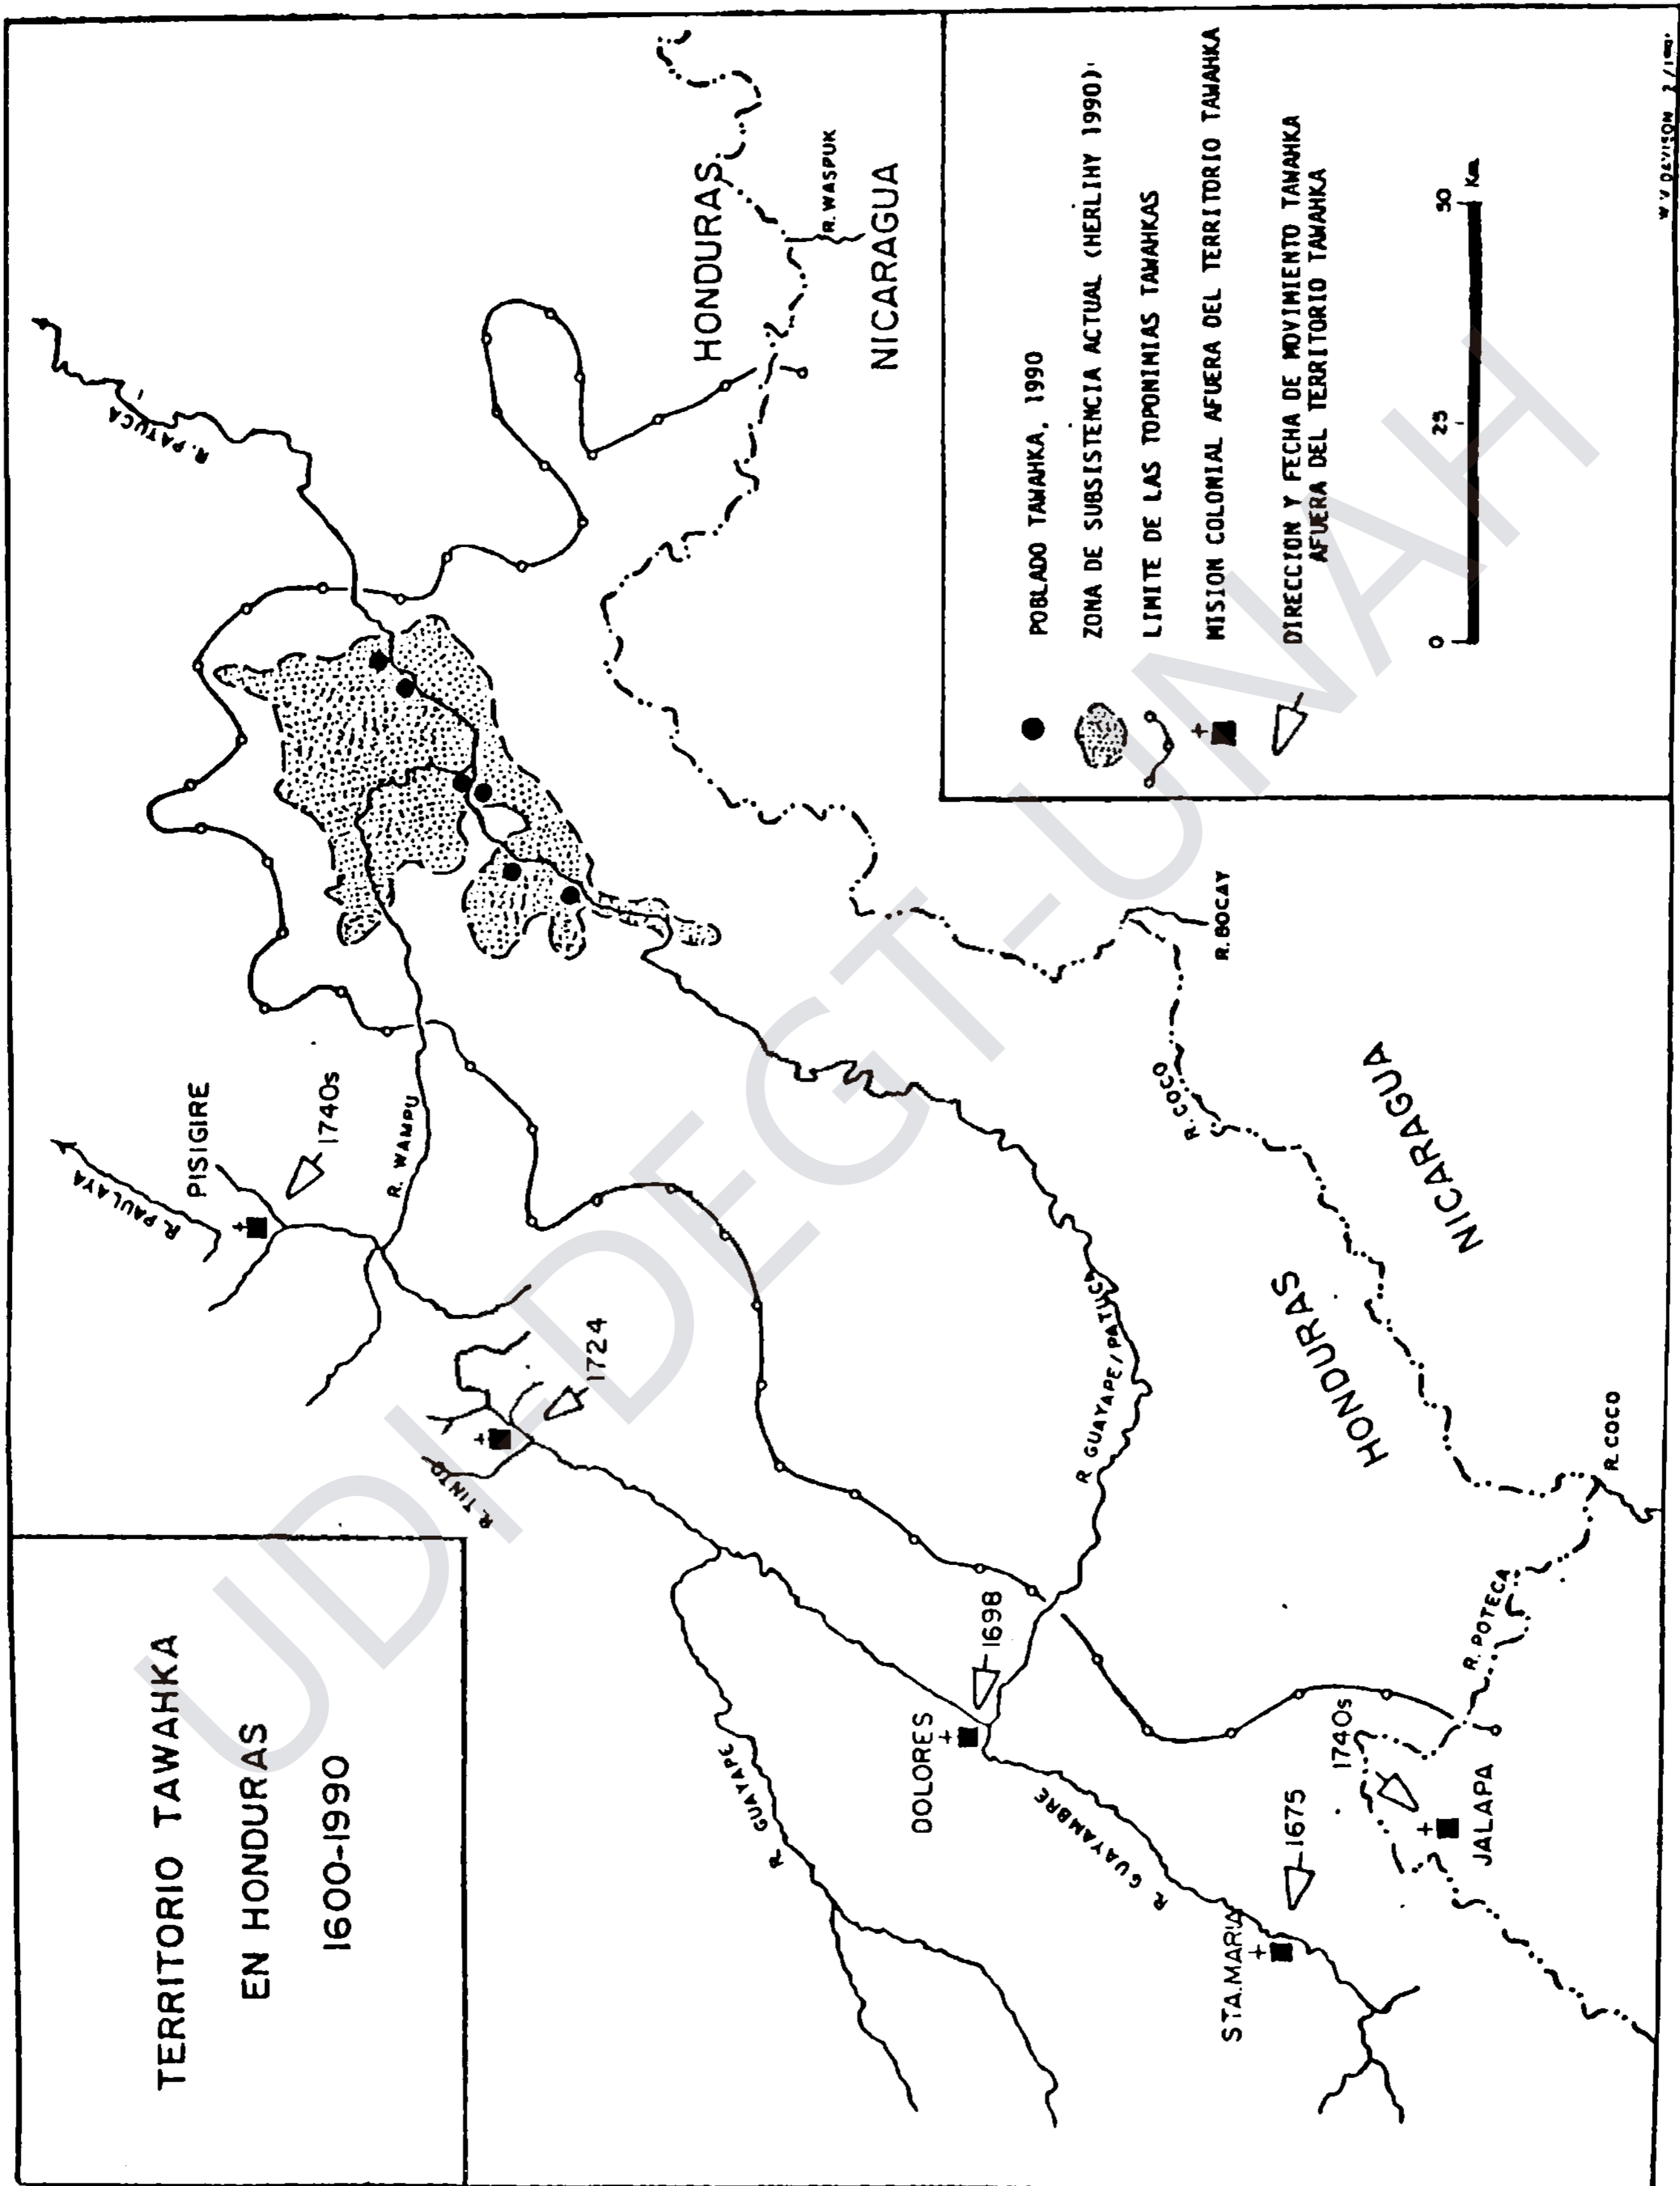 TERRITORIO TAWAHKA
EN HONDURAS
1600-1990
R. PAULAYA
PISIGIRE
1740s
R. WAMPU
R. PATUCA
R. TINTO
1724
HONDURAS
NICARAGUA
R. WASPUK
R. GUAYAPE
DOLORES
1698
R. GUAYAPE/PATUCA
R. GUAYAMBRE
R. COCO
R. BOCAY
HONDURAS
NICARAGUA
STA. MARIA
1675
1740s
JALAPA
R. POTECA
R. COCO
POBLADO TAWAHKA, 1990
ZONA DE SUBSISTENCIA ACTUAL (HERLIHY 1990)
LIMITE DE LAS TOPONIMIAS TAWAHKAS
MISION COLONIAL AFUERA DEL TERRITORIO TAWAHKA
DIRECCION Y FECHA DE MOVIMIENTO TAWAHKA
AFUERA DEL TERRITORIO TAWAHKA
0 25 50 Km
UDI-DEGT-UNAH